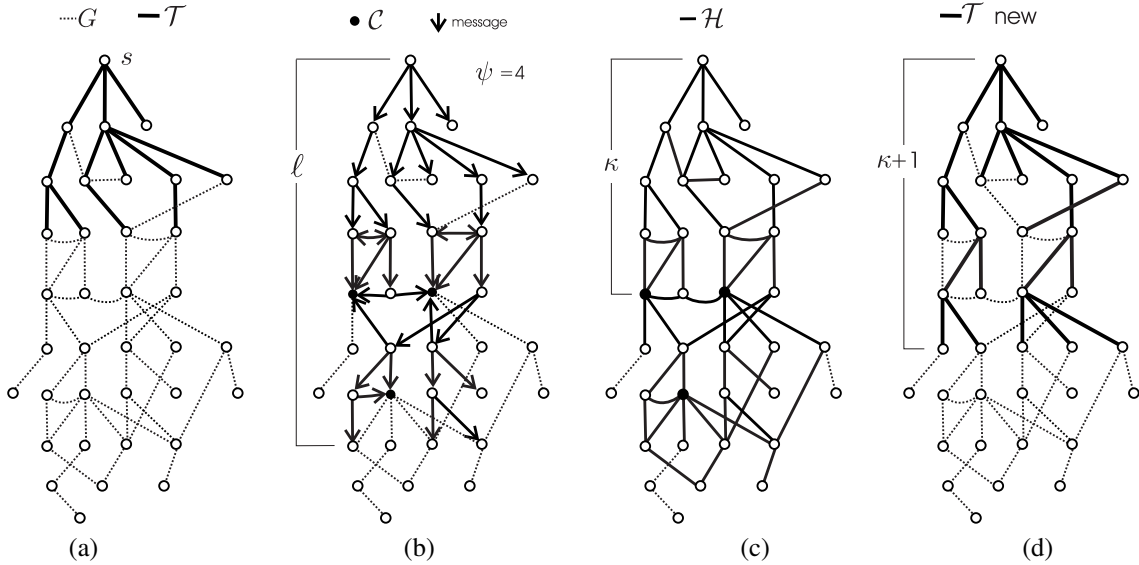 G 𝒯 𝒞 message ℋ 𝒯 new
s ψ = 4
ℓ κ κ+1
(a) (b) (c) (d)